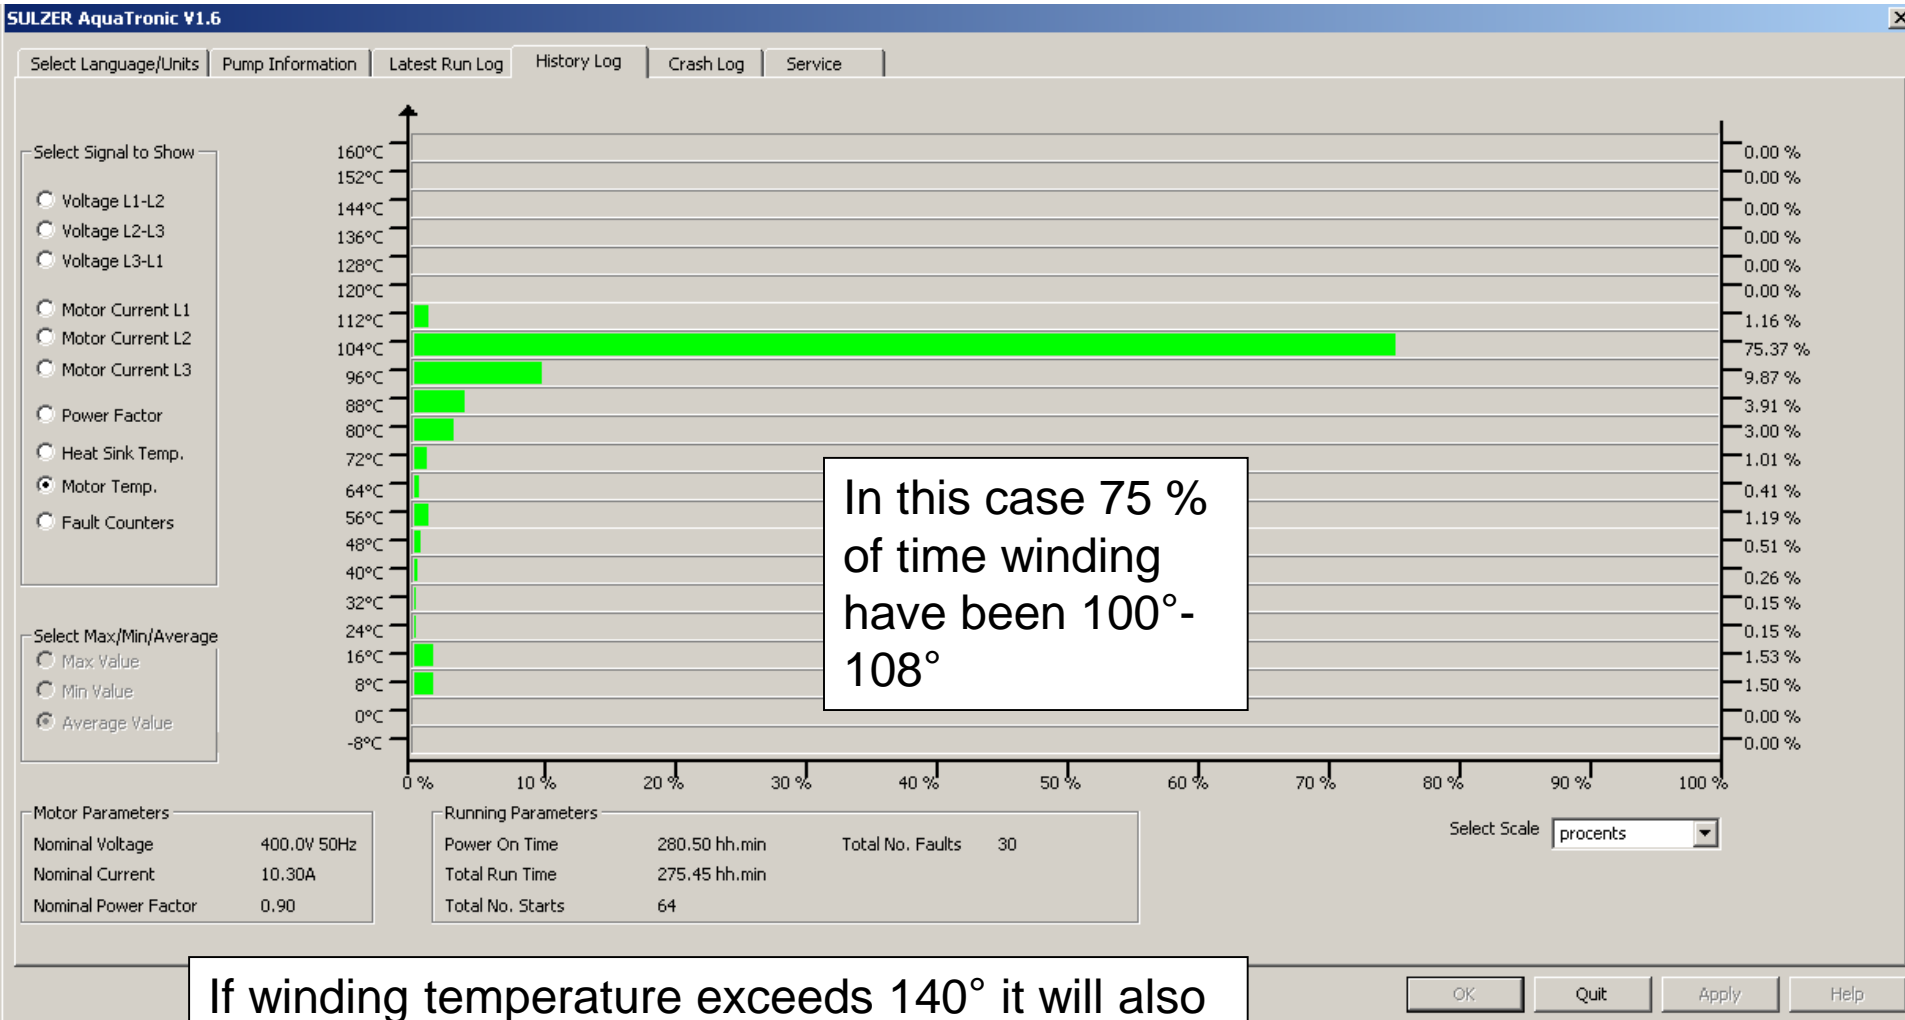 SULZER AquaTronic V1.6
Select Language/Units Pump Information Latest Run Log History Log Crash Log Service
Select Signal to Show
Voltage L1-L2
Voltage L2-L3
Voltage L3-L1
Motor Current L1
Motor Current L2
Motor Current L3
Power Factor
Heat Sink Temp.
Motor Temp.
Fault Counters
Select Max/Min/Average
Max Value
Min Value
Average Value
160°C 0.00 %
152°C 0.00 %
144°C 0.00 %
136°C 0.00 %
128°C 0.00 %
120°C 0.00 %
112°C 1.16 %
104°C 75.37 %
96°C 9.87 %
88°C 3.91 %
80°C 3.00 %
72°C 1.01 %
64°C 0.41 %
56°C 1.19 %
48°C 0.51 %
40°C 0.26 %
32°C 0.15 %
24°C 0.15 %
16°C 1.53 %
8°C 1.50 %
0°C 0.00 %
-8°C 0.00 %
0 % 10 % 20 % 30 % 40 % 50 % 60 % 70 % 80 % 90 % 100 %
In this case 75 %
of time winding
have been 100°-
108°
Motor Parameters
Nominal Voltage 400.0V 50Hz
Nominal Current 10.30A
Nominal Power Factor 0.90
Running Parameters
Power On Time 280.50 hh.min Total No. Faults 30
Total Run Time 275.45 hh.min
Total No. Starts 64
Select Scale procents
If winding temperature exceeds 140° it will also
OK Quit Apply Help